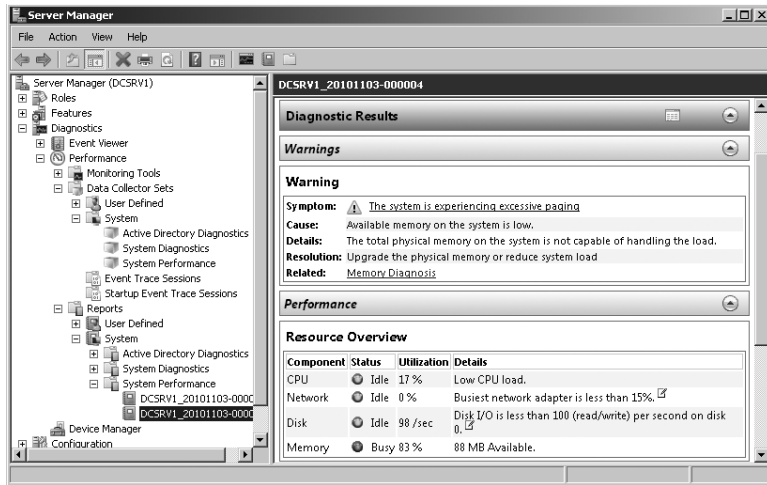 Server Manager
File Action View Help
Server Manager (DCSRV1)
Roles
Features
Diagnostics
Event Viewer
Performance
Monitoring Tools
Data Collector Sets
User Defined
System
Active Directory Diagnostics
System Diagnostics
System Performance
Event Trace Sessions
Startup Event Trace Sessions
Reports
User Defined
System
Active Directory Diagnostics
System Diagnostics
System Performance
DCSRV1_20101103-000C
DCSRV1_20101103-000C
Device Manager
Configuration
DCSRV1_20101103-000004
Diagnostic Results
Warnings
Warning
Symptom: The system is experiencing excessive paging
Cause: Available memory on the system is low.
Details: The total physical memory on the system is not capable of handling the load.
Resolution: Upgrade the physical memory or reduce system load
Related: Memory Diagnosis
Performance
Resource Overview
Component Status Utilization Details
CPU Idle 17 % Low CPU load.
Network Idle 0 % Busiest network adapter is less than 15%.
Disk Idle 98 /sec Disk I/O is less than 100 (read/write) per second on disk
0.
Memory Busy 83 % 88 MB Available.